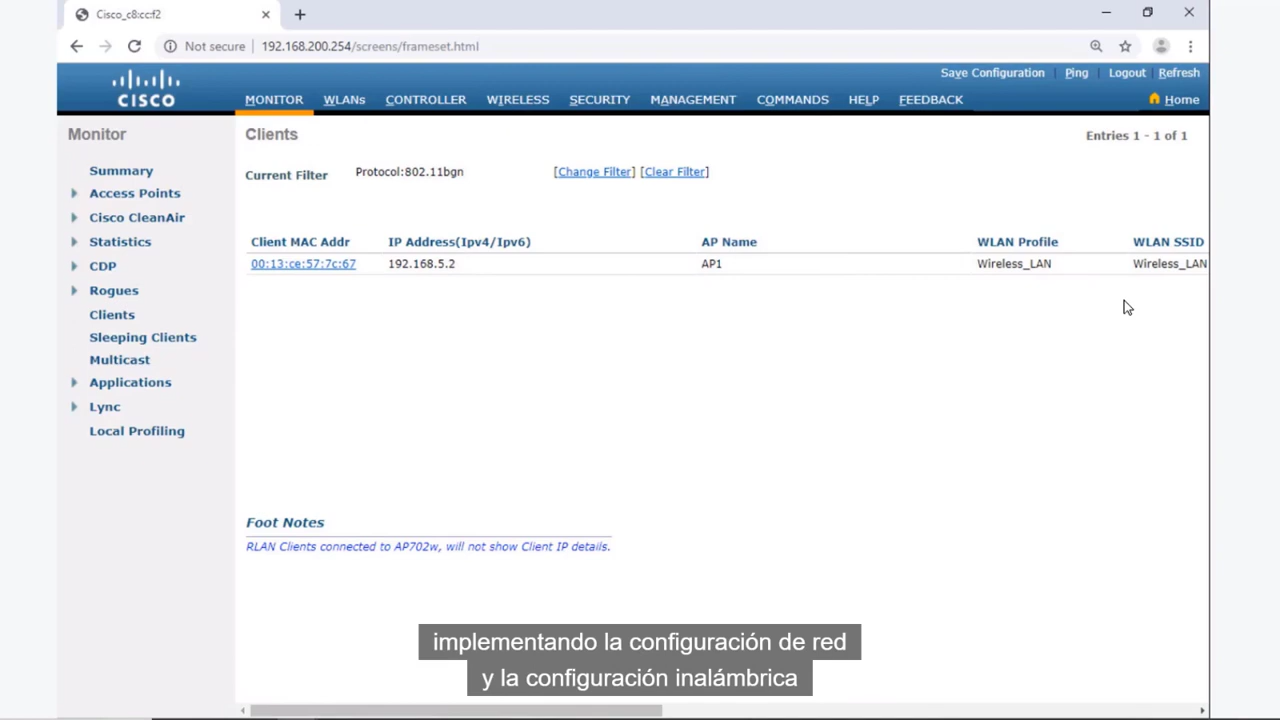 Cisco_c8:cc:f2
Not secure 192.168.200.254/screens/frameset.html
Save Configuration Ping Logout Refresh
CISCO MONITOR WLANs CONTROLLER WIRELESS SECURITY MANAGEMENT COMMANDS HELP FEEDBACK Home
Monitor
Summary
Access Points
Cisco CleanAir
Statistics
CDP
Rogues
Clients
Sleeping Clients
Multicast
Applications
Lync
Local Profiling
Clients
Entries 1 - 1 of 1
Current Filter Protocol:802.11bgn [Change Filter] [Clear Filter]
Client MAC Addr IP Address(Ipv4/Ipv6) AP Name WLAN Profile WLAN SSID
00:13:ce:57:7c:67 192.168.5.2 AP1 Wireless_LAN Wireless_LAN
Foot Notes
RLAN Clients connected to AP702w, will not show Client IP details.
implementando la configuración de red
y la configuración inalámbrica